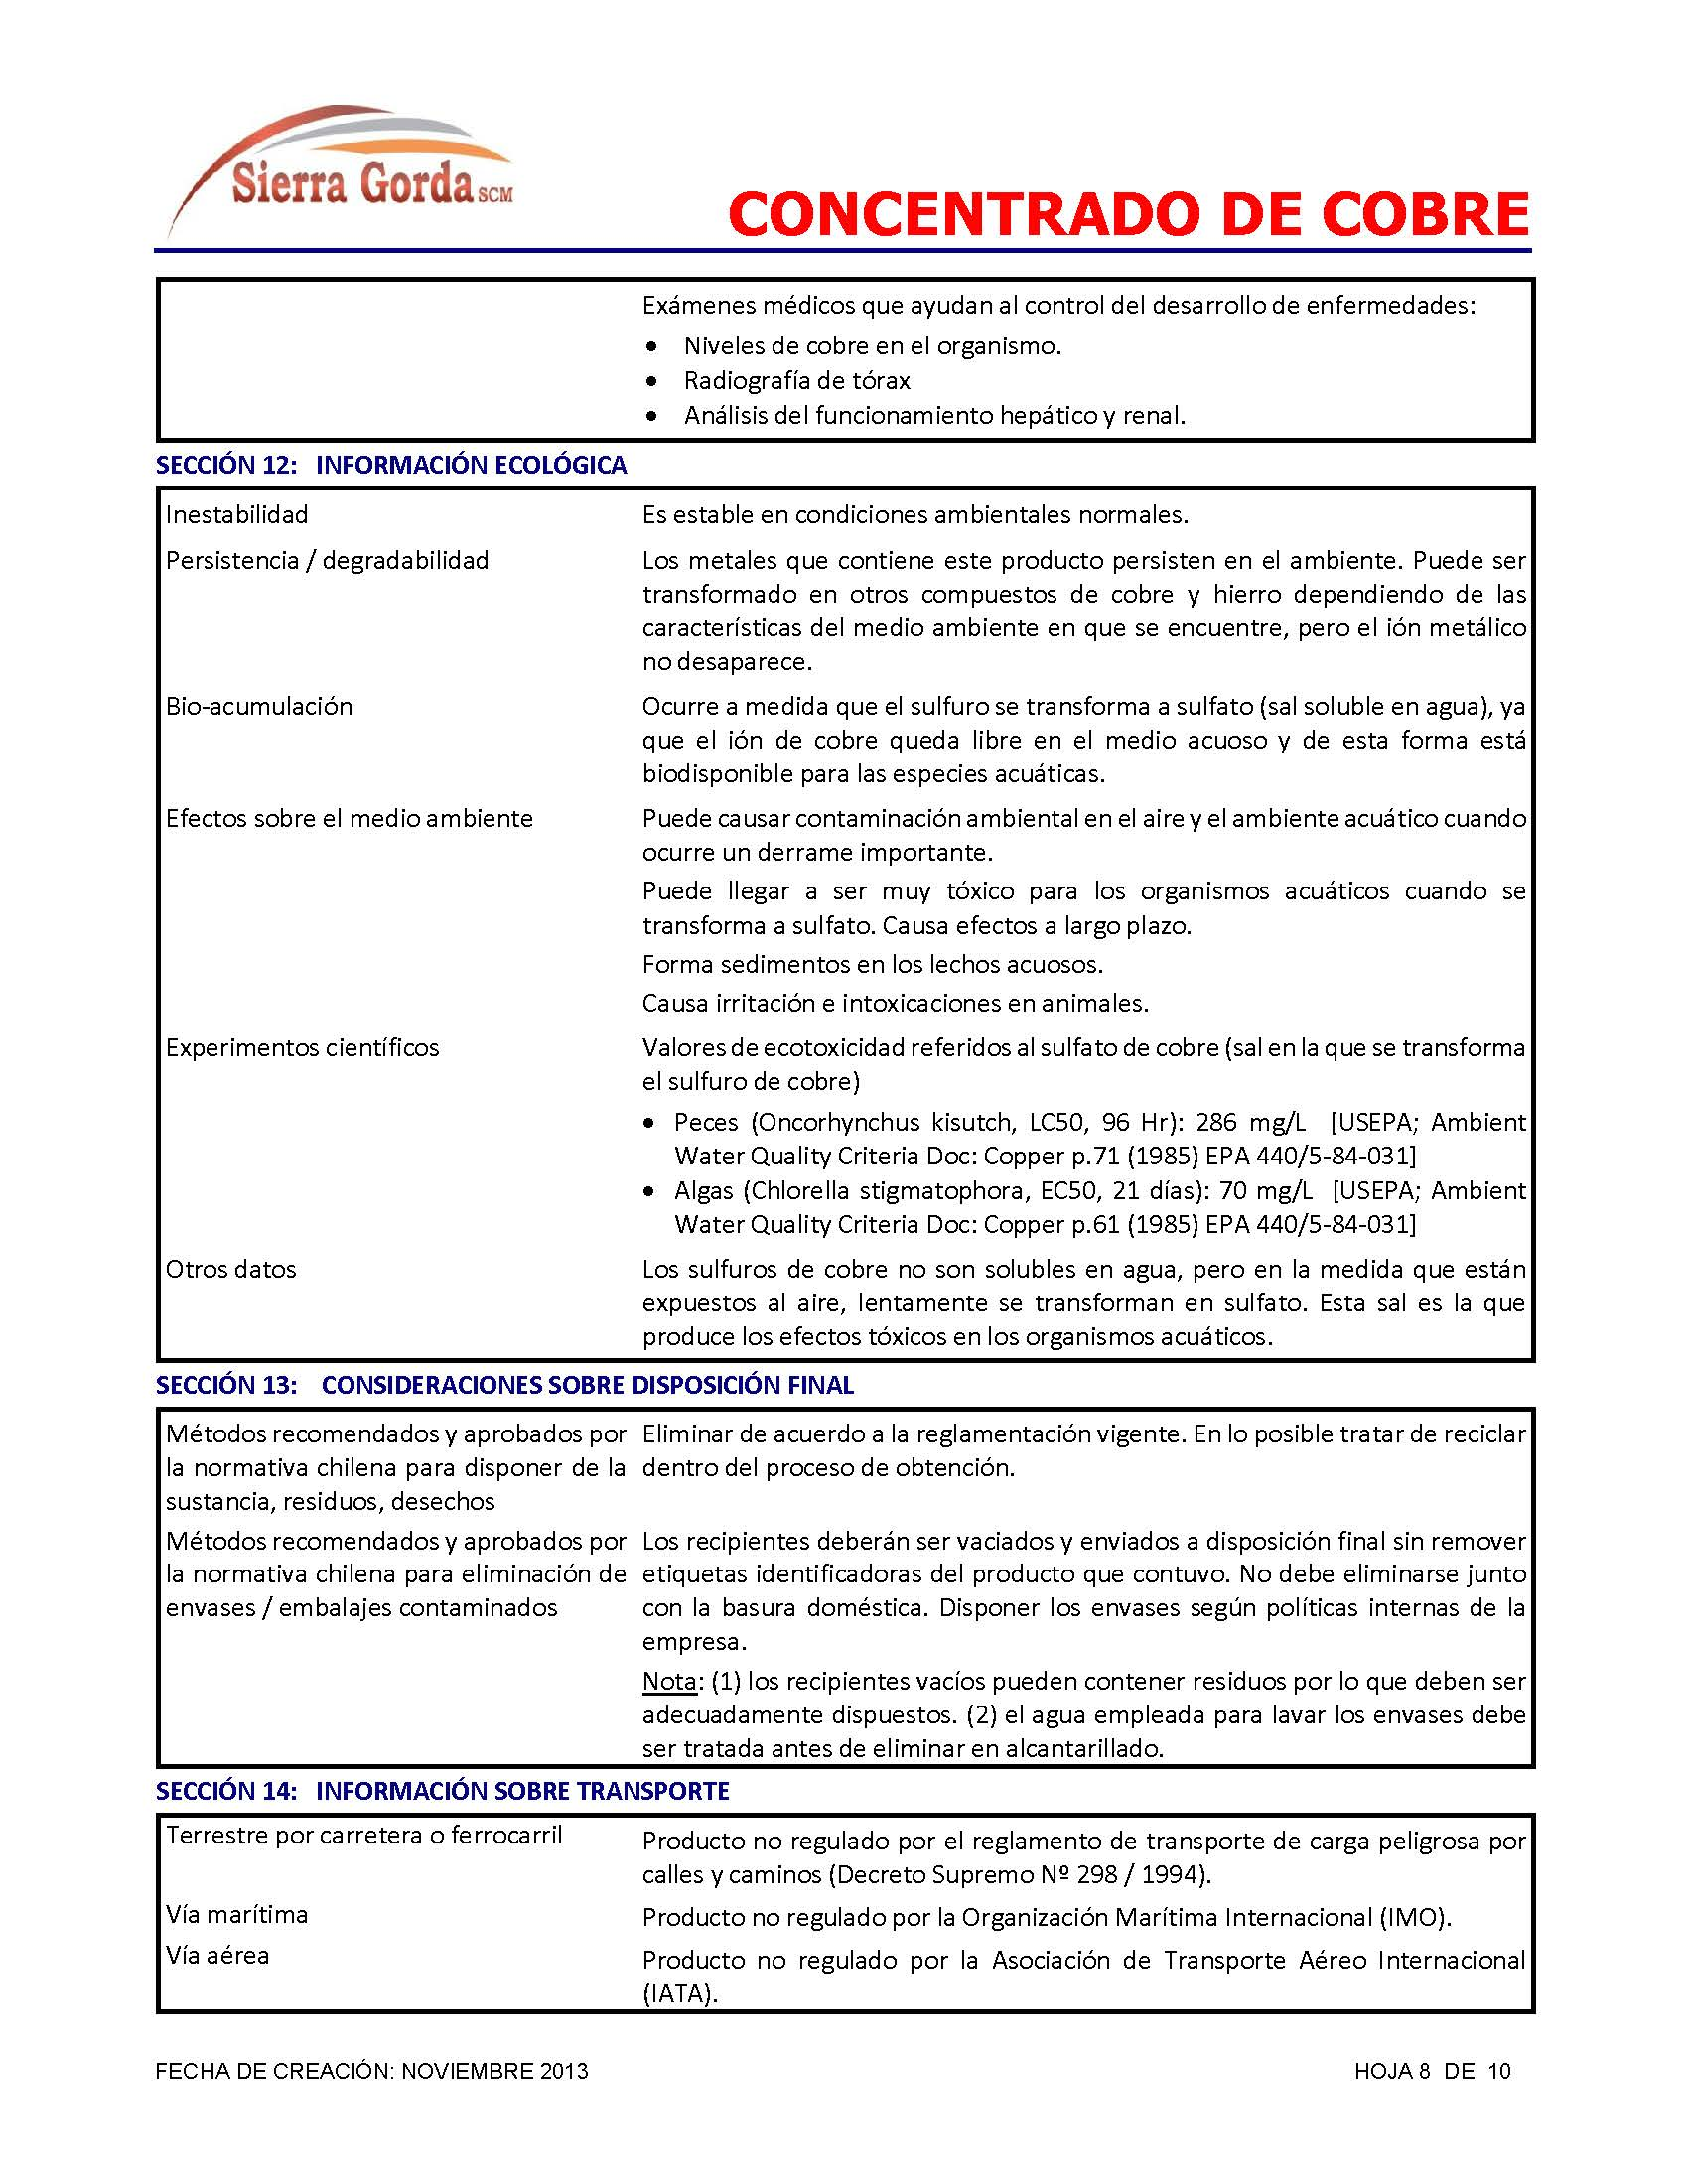 Sierra Gorda SCM
CONCENTRADO DE COBRE
Exámenes médicos que ayudan al control del desarrollo de enfermedades:
• Niveles de cobre en el organismo.
• Radiografía de tórax
• Análisis del funcionamiento hepático y renal.
SECCIÓN 12: INFORMACIÓN ECOLÓGICA
Inestabilidad
Es estable en condiciones ambientales normales.
Persistencia / degradabilidad
Los metales que contiene este producto persisten en el ambiente. Puede ser
transformado en otros compuestos de cobre y hierro dependiendo de las
características del medio ambiente en que se encuentre, pero el ión metálico
no desaparece.
Bio-acumulación
Ocurre a medida que el sulfuro se transforma a sulfato (sal soluble en agua), ya
que el ión de cobre queda libre en el medio acuoso y de esta forma está
biodisponible para las especies acuáticas.
Efectos sobre el medio ambiente
Puede causar contaminación ambiental en el aire y el ambiente acuático cuando
ocurre un derrame importante.
Puede llegar a ser muy tóxico para los organismos acuáticos cuando se
transforma a sulfato. Causa efectos a largo plazo.
Forma sedimentos en los lechos acuosos.
Causa irritación e intoxicaciones en animales.
Experimentos científicos
Valores de ecotoxicidad referidos al sulfato de cobre (sal en la que se transforma
el sulfuro de cobre)
• Peces (Oncorhynchus kisutch, LC50, 96 Hr): 286 mg/L [USEPA; Ambient
Water Quality Criteria Doc: Copper p.71 (1985) EPA 440/5-84-031]
• Algas (Chlorella stigmatophora, EC50, 21 días): 70 mg/L [USEPA; Ambient
Water Quality Criteria Doc: Copper p.61 (1985) EPA 440/5-84-031]
Otros datos
Los sulfuros de cobre no son solubles en agua, pero en la medida que están
expuestos al aire, lentamente se transforman en sulfato. Esta sal es la que
produce los efectos tóxicos en los organismos acuáticos.
SECCIÓN 13: CONSIDERACIONES SOBRE DISPOSICIÓN FINAL
Métodos recomendados y aprobados por
la normativa chilena para disponer de la
sustancia, residuos, desechos
Eliminar de acuerdo a la reglamentación vigente. En lo posible tratar de reciclar
dentro del proceso de obtención.
Métodos recomendados y aprobados por
la normativa chilena para eliminación de
envases / embalajes contaminados
Los recipientes deberán ser vaciados y enviados a disposición final sin remover
etiquetas identificadoras del producto que contuvo. No debe eliminarse junto
con la basura doméstica. Disponer los envases según políticas internas de la
empresa.
Nota: (1) los recipientes vacíos pueden contener residuos por lo que deben ser
adecuadamente dispuestos. (2) el agua empleada para lavar los envases debe
ser tratada antes de eliminar en alcantarillado.
SECCIÓN 14: INFORMACIÓN SOBRE TRANSPORTE
Terrestre por carretera o ferrocarril
Producto no regulado por el reglamento de transporte de carga peligrosa por
calles y caminos (Decreto Supremo Nº 298 / 1994).
Vía marítima
Producto no regulado por la Organización Marítima Internacional (IMO).
Vía aérea
Producto no regulado por la Asociación de Transporte Aéreo Internacional
(IATA).
FECHA DE CREACIÓN: NOVIEMBRE 2013
HOJA 8 DE 10